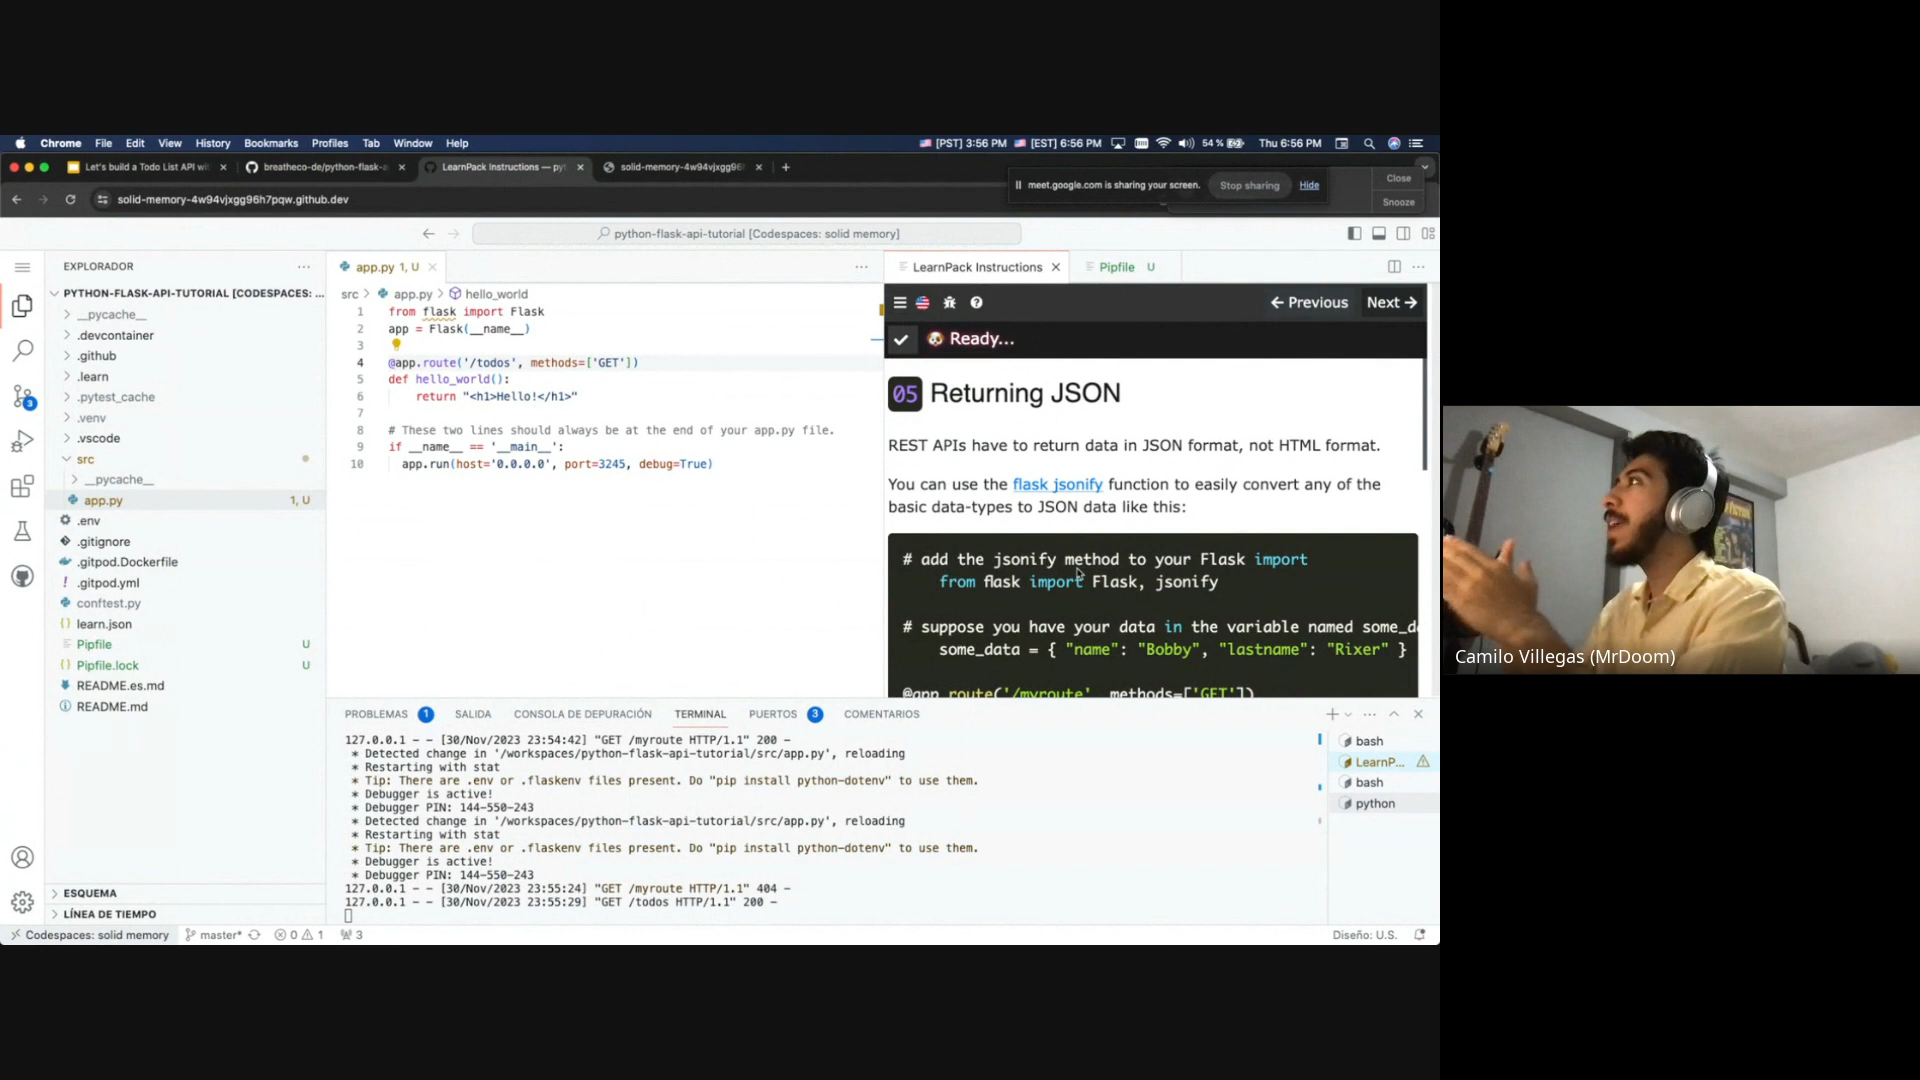 Chrome File Edit View History Bookmarks Profiles Tab Window Help
[PST] 3:56 PM [EST] 6:56 PM 54 % Thu 6:56 PM
Let's build a Todo List API wi
breatheco-de/python-flask-a
LearnPack Instructions — py
solid-memory-4w94vjxgg96
meet.google.com is sharing your screen. Stop sharing Hide
Close
Snooze
solid-memory-4w94vjxgg96h7pqw.github.dev
python-flask-api-tutorial [Codespaces: solid memory]
EXPLORADOR
PYTHON-FLASK-API-TUTORIAL [CODESPACES: ...
__pycache__
.devcontainer
.github
.learn
.pytest_cache
.venv
.vscode
src
__pycache__
app.py 1, U
.env
.gitignore
.gitpod.Dockerfile
.gitpod.yml
conftest.py
learn.json
Pipfile U
Pipfile.lock U
README.es.md
README.md
ESQUEMA
LÍNEA DE TIEMPO
3
app.py 1, U
src > app.py > hello_world
1 from flask import Flask
2 app = Flask(__name__)
3
4 @app.route('/todos', methods=['GET'])
5 def hello_world():
6 return "<h1>Hello!</h1>"
7
8 # These two lines should always be at the end of your app.py file.
9 if __name__ == '__main__':
10 app.run(host='0.0.0.0', port=3245, debug=True)
LearnPack Instructions
Pipfile U
Previous Next
Ready...
05 Returning JSON
REST APIs have to return data in JSON format, not HTML format.
You can use the flask jsonify function to easily convert any of the
basic data-types to JSON data like this:
# add the jsonify method to your Flask import
from flask import Flask, jsonify
# suppose you have your data in the variable named some_d
some_data = { "name": "Bobby", "lastname": "Rixer" }
@app.route('/myroute', methods=['GET'])
PROBLEMAS 1 SALIDA CONSOLA DE DEPURACIÓN TERMINAL PUERTOS 3 COMENTARIOS
127.0.0.1 - - [30/Nov/2023 23:54:42] "GET /myroute HTTP/1.1" 200 -
* Detected change in '/workspaces/python-flask-api-tutorial/src/app.py', reloading
* Restarting with stat
* Tip: There are .env or .flaskenv files present. Do "pip install python-dotenv" to use them.
* Debugger is active!
* Debugger PIN: 144-550-243
* Detected change in '/workspaces/python-flask-api-tutorial/src/app.py', reloading
* Restarting with stat
* Tip: There are .env or .flaskenv files present. Do "pip install python-dotenv" to use them.
* Debugger is active!
* Debugger PIN: 144-550-243
127.0.0.1 - - [30/Nov/2023 23:55:24] "GET /myroute HTTP/1.1" 404 -
127.0.0.1 - - [30/Nov/2023 23:55:29] "GET /todos HTTP/1.1" 200 -
bash
LearnP...
bash
python
Codespaces: solid memory master* 0 1 3
Diseño: U.S.
Camilo Villegas (MrDoom)